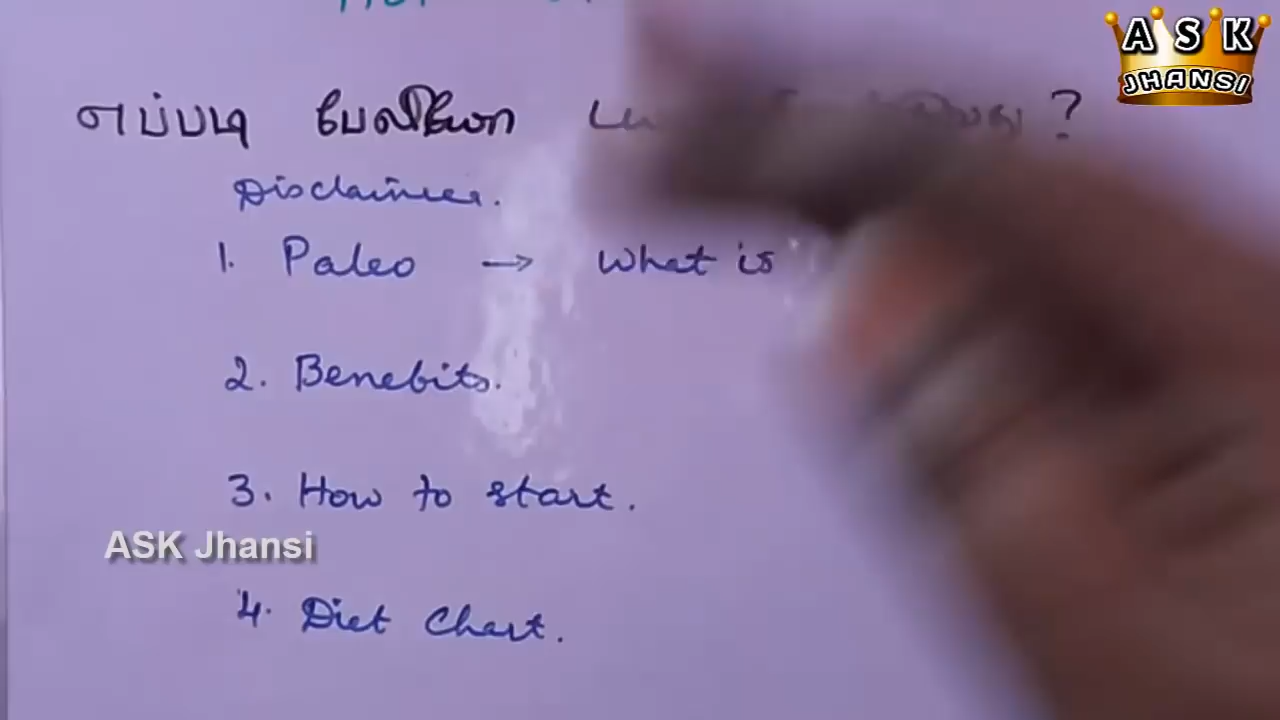 ASK
JHANSI
எப்படி பேலியோ ?
Disclaimer.
1. Paleo → What is
2. Benefits.
3. How to start.
ASK Jhansi
4. Diet Chart.